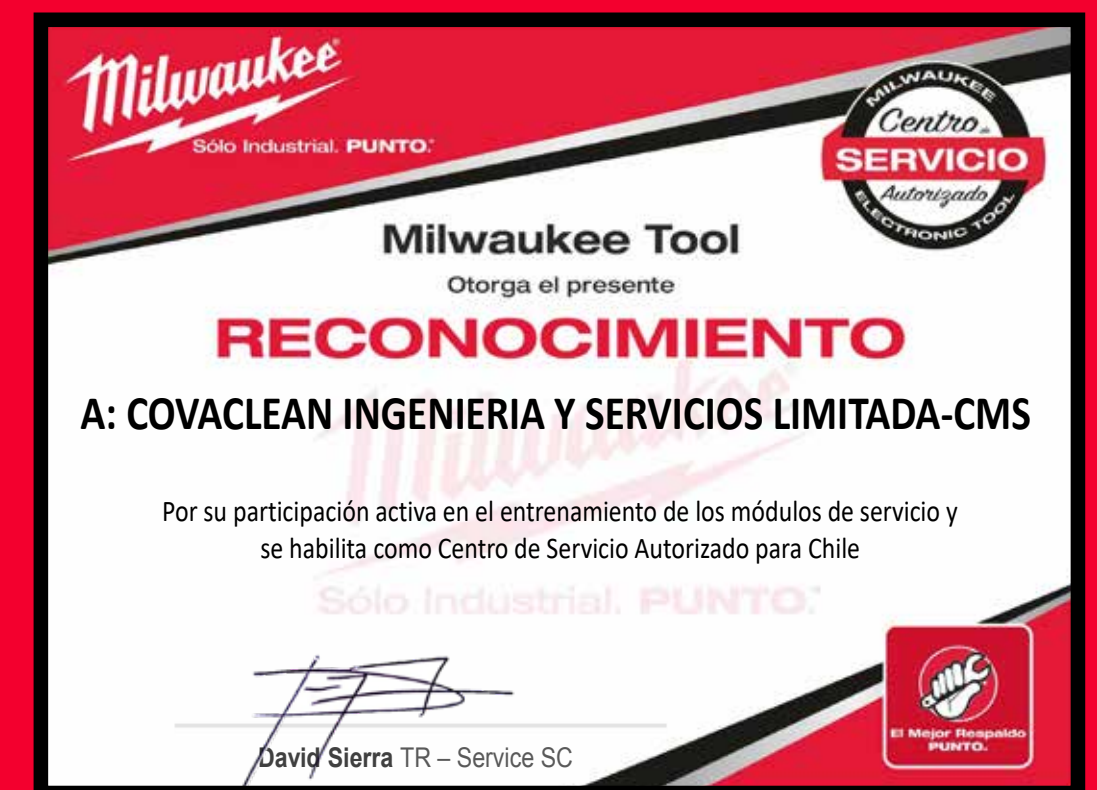 Milwaukee
Sólo Industrial. PUNTO.
MILWAUKEE
Centro de
SERVICIO
Autorizado
ELECTRONIC TOOL
Milwaukee Tool
Otorga el presente
RECONOCIMIENTO
A: COVACLEAN INGENIERIA Y SERVICIOS LIMITADA-CMS
Milwaukee
Por su participación activa en el entrenamiento de los módulos de servicio y
se habilita como Centro de Servicio Autorizado para Chile
Sólo Industrial. PUNTO.
David Sierra TR – Service SC
El Mejor Respaldo
PUNTO.